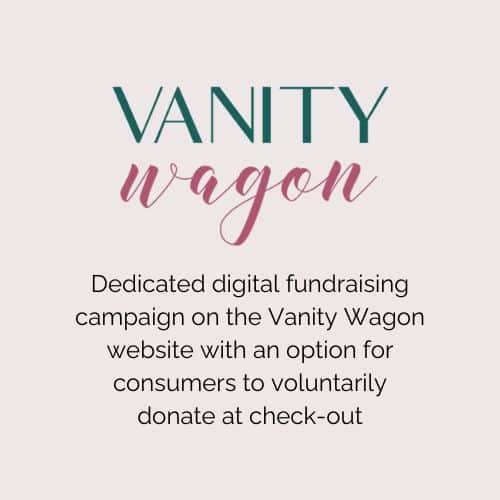 VANITY
wagon
Dedicated digital fundraising
campaign on the Vanity Wagon
website with an option for
consumers to voluntarily
donate at check-out